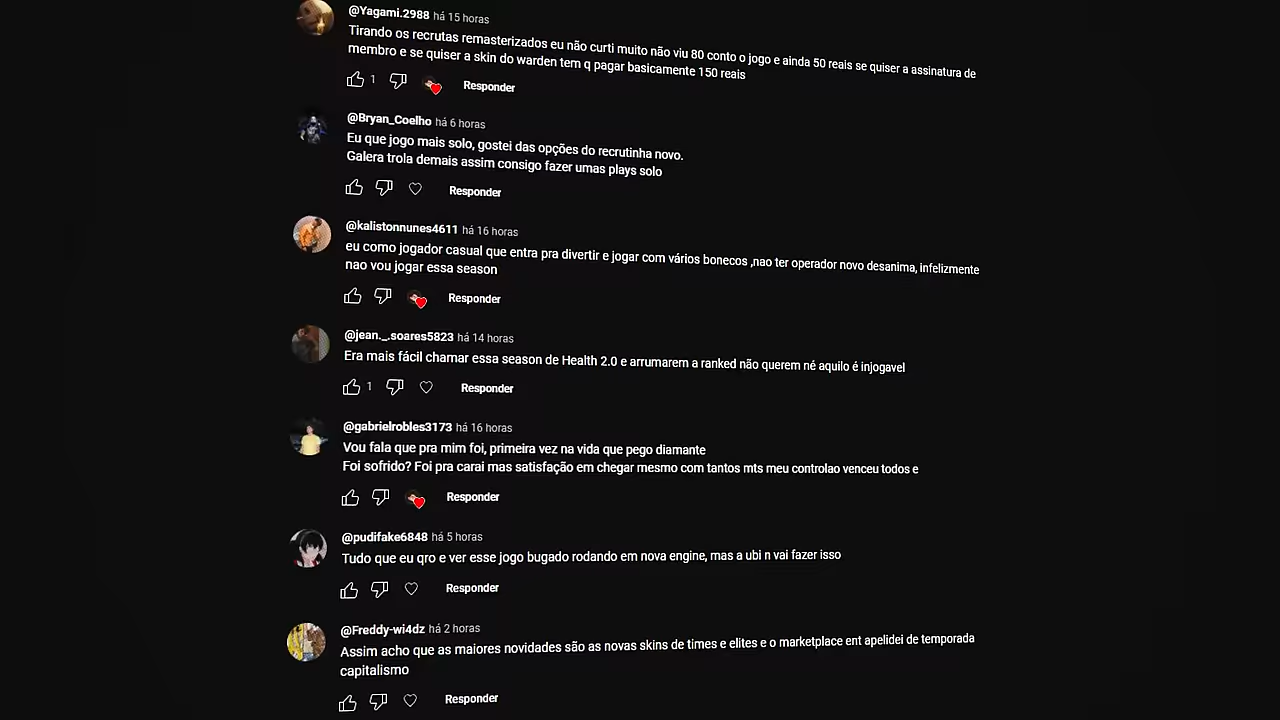 @Yagami.2988 há 15 horas
Tirando os recrutas remasterizados eu não curti muito não viu 80 conto o jogo e ainda 50 reais se quiser a assinatura de
membro e se quiser a skin do warden tem q pagar basicamente 150 reais
1 Responder
@Bryan_Coelho há 6 horas
Eu que jogo mais solo, gostei das opções do recrutinha novo.
Galera trola demais assim consigo fazer umas plays solo
Responder
@kalistonnunes4611 há 16 horas
eu como jogador casual que entra pra divertir e jogar com vários bonecos ,nao ter operador novo desanima, infelizmente
nao vou jogar essa season
Responder
@jean._.soares5823 há 14 horas
Era mais fácil chamar essa season de Health 2.0 e arrumarem a ranked não querem né aquilo é injogavel
1 Responder
@gabrielrobles3173 há 16 horas
Vou fala que pra mim foi, primeira vez na vida que pego diamante
Foi sofrido? Foi pra carai mas satisfação em chegar mesmo com tantos mts meu controlao venceu todos e
Responder
@pudifake6848 há 5 horas
Tudo que eu qro e ver esse jogo bugado rodando em nova engine, mas a ubi n vai fazer isso
Responder
@Freddy-wi4dz há 2 horas
Assim acho que as maiores novidades são as novas skins de times e elites e o marketplace ent apelidei de temporada
capitalismo
Responder